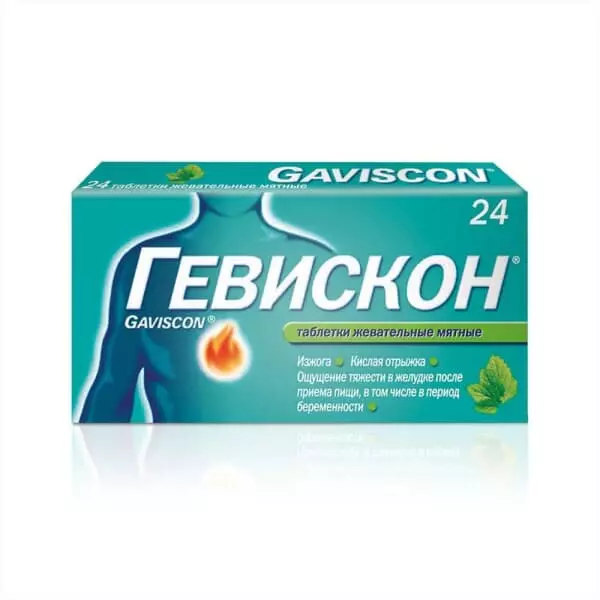 GAVISCON®
24 таблетки жевательные мятные
24
ГЕВИСКОН®
GAVISCON®
таблетки жевательные мятные
Изжога • Кислая отрыжка •
Ощущение тяжести в желудке после
приема пищи, в том числе в период
беременности •